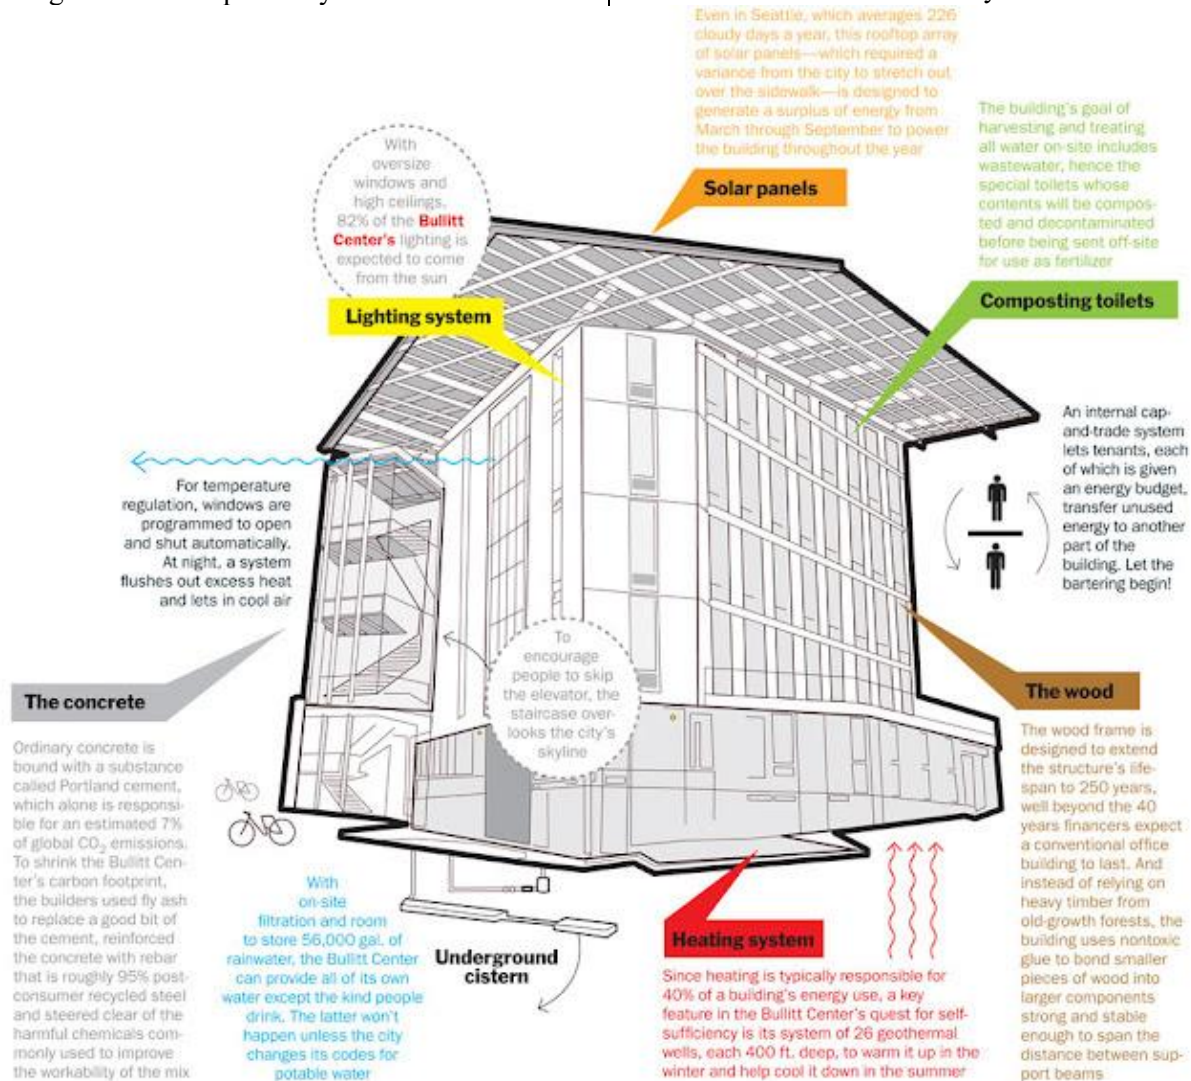 Even in Seattle, which averages 226
cloudy days a year, this rooftop array
of solar panels—which required a
variance from the city to stretch out
over the sidewalk—is designed to
generate a surplus of energy from
March through September to power
the building throughout the year
Solar panels
The building's goal of
harvesting and treating
all water on-site includes
wastewater, hence the
special toilets whose
contents will be compos-
ted and decontaminated
before being sent off-site
for use as fertilizer
Composting toilets
With
oversize
windows and
high ceilings,
82% of the Bullitt
Center's lighting is
expected to come
from the sun
Lighting system
An internal cap-
and-trade system
lets tenants, each
of which is given
an energy budget,
transfer unused
energy to another
part of the
building. Let the
bartering begin!
For temperature
regulation, windows are
programmed to open
and shut automatically.
At night, a system
flushes out excess heat
and lets in cool air
To
encourage
people to skip
the elevator, the
staircase over-
looks the city's
skyline
The concrete
Ordinary concrete is
bound with a substance
called Portland cement,
which alone is responsi-
ble for an estimated 7%
of global CO2 emissions.
To shrink the Bullitt Cen-
ter's carbon footprint,
the builders used fly ash
to replace a good bit of
the cement, reinforced
the concrete with rebar
that is roughly 95% post-
consumer recycled steel
and steered clear of the
harmful chemicals com-
monly used to improve
the workability of the mix
With
on-site
filtration and room
to store 56,000 gal. of
rainwater, the Bullitt Center
can provide all of its own
water except the kind people
drink. The latter won't
happen unless the city
changes its codes for
potable water
Underground
cistern
Heating system
Since heating is typically responsible for
40% of a building's energy use, a key
feature in the Bullitt Center's quest for self-
sufficiency is its system of 26 geothermal
wells, each 400 ft. deep, to warm it up in the
winter and help cool it down in the summer
The wood
The wood frame is
designed to extend
the structure's life-
span to 250 years,
well beyond the 40
years financers expect
a conventional office
building to last. And
instead of relying on
heavy timber from
old-growth forests, the
building uses nontoxic
glue to bond smaller
pieces of wood into
larger components
strong and stable
enough to span the
distance between sup-
port beams